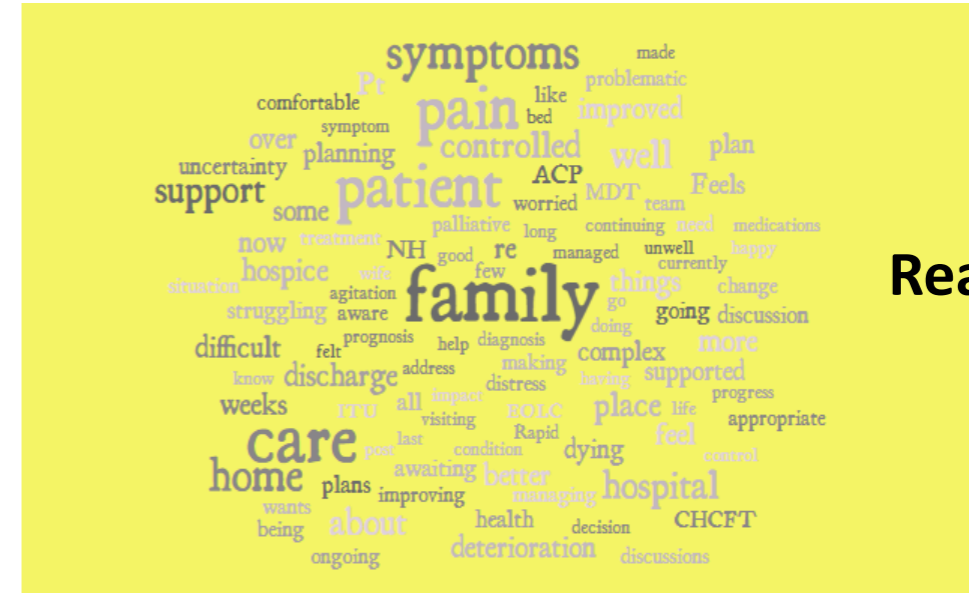 symptoms made
Pt problematic
comfortable pain like improved
symptom bed
over planning controlled well plan
uncertainty
support patient ACP MDT Feels
some worried team
palliative long continuing need medications
now treatment NH good re managed unwell happy
situation hospice wife few currently
agitation family things change
struggling aware go going discussion
doing
difficult felt prognosis help diagnosis complex more
know discharge address making having supported
distress progress
weeks ITU all impact EOLC place life appropriate
visiting
care post last Rapid dying feel
condition control
home awaiting better hospital
plans improving managing
wants about health decision CHCFT
being
ongoing deterioration discussions
Rea